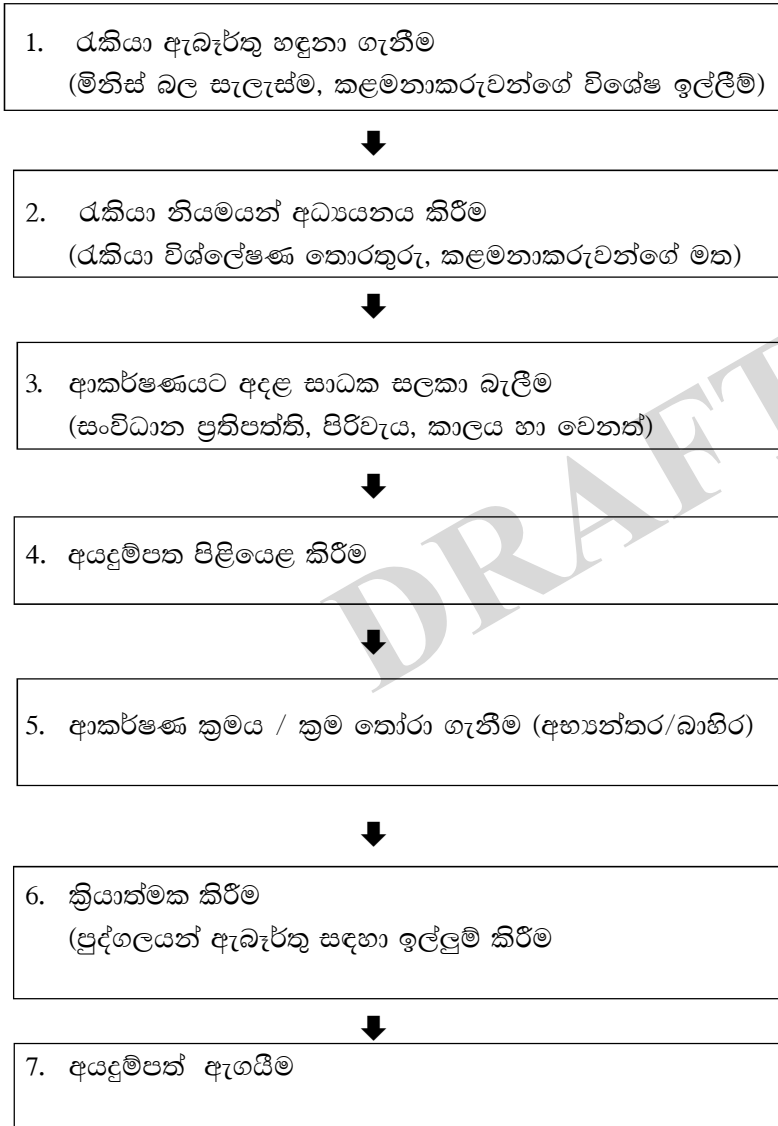 1. රැකියා ඇබෑර්තු හඳුනා ගැනීම
(මිනිස් බල සැලැස්ම, කළමනාකරුවන්ගේ විශේෂ ඉල්ලීම්)
2. රැකියා නියමයන් අධ්‍යයනය කිරීම
(රැකියා විශ්ලේෂණ තොරතුරු, කළමනාකරුවන්ගේ මත)
3. ආකර්ෂණයට අදළ සාධක සලකා බැලීම
(සංවිධාන ප්‍රතිපත්ති, පිරිවැය, කාලය හා වෙනත්)
4. අයදුම්පත පිළියෙළ කිරීම
5. ආකර්ෂණ ක්‍රමය / ක්‍රම තෝරා ගැනීම (අභ්‍යන්තර/බාහිර)
6. ක්‍රියාත්මක කිරීම
(පුද්ගලයන් ඇබෑර්තු සඳහා ඉල්ලුම් කිරීම
7. අයදුම්පත් ඇගයීම
DRAFT